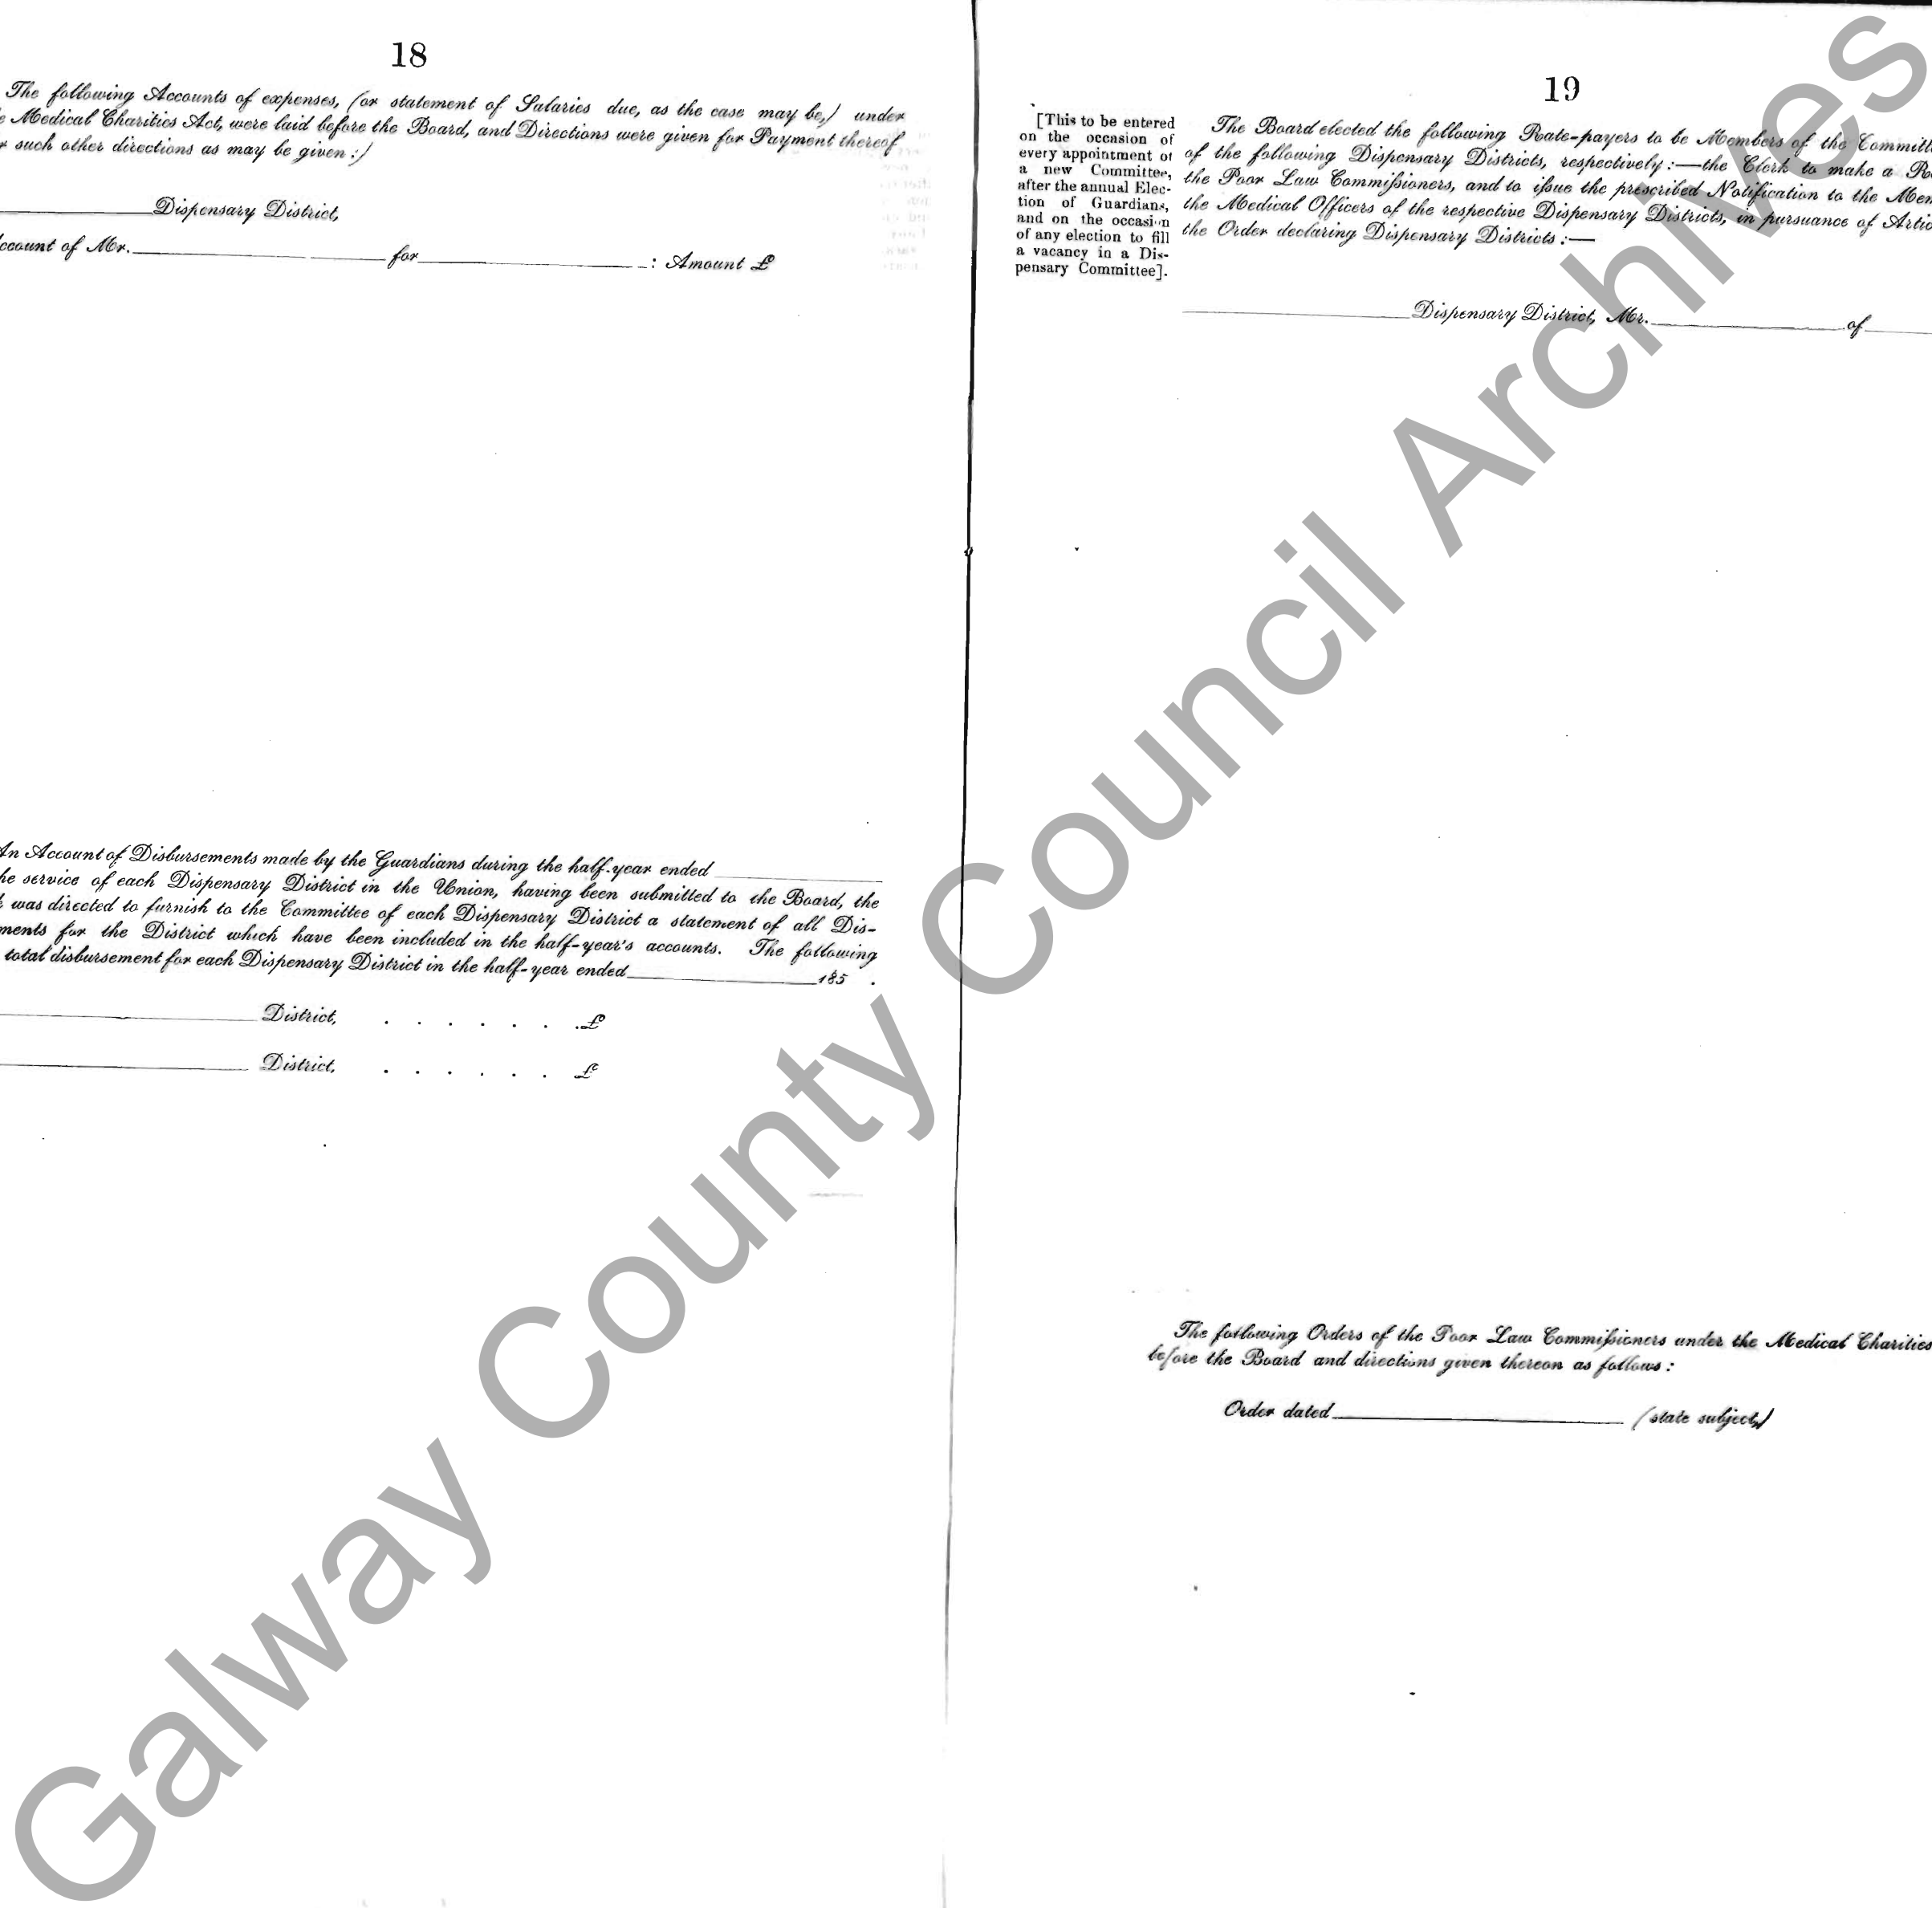 18
The following Accounts of expenses, (or statement of Salaries due, as the case may be,) under
Medical Charities Act, were laid before the Board, and Directions were given for Payment thereof
such other directions as may be given:)
Dispensary District,
ccount of Mr. for : Amount £
An Account of Disbursements made by the Guardians during the half-year ended
he service of each Dispensary District in the Union, having been submitted to the Board, the
was directed to furnish to the Committee of each Dispensary District a statement of all Dis-
ments for the District which have been included in the half-year's accounts. The following
total disbursement for each Dispensary District in the half-year ended 185 .
District, . . . . . . £
District, . . . . . . £
19
[This to be entered
on the occasion of
every appointment of
a new Committee,
after the annual Elec-
tion of Guardians,
and on the occasion
of any election to fill
a vacancy in a Dis-
pensary Committee].
The Board elected the following Rate-payers to be Members of the Committ
of the following Dispensary Districts, respectively:—the Clerk to make a R
the Poor Law Commissioners, and to issue the prescribed Notification to the Mem
the Medical Officers of the respective Dispensary Districts, in pursuance of Artic
the Order declaring Dispensary Districts:—
Dispensary District, Mr. of
The following Orders of the Poor Law Commissioners under the Medical Charities
before the Board and directions given thereon as follows:
Order dated (state subject,)
Galway County Council Archives